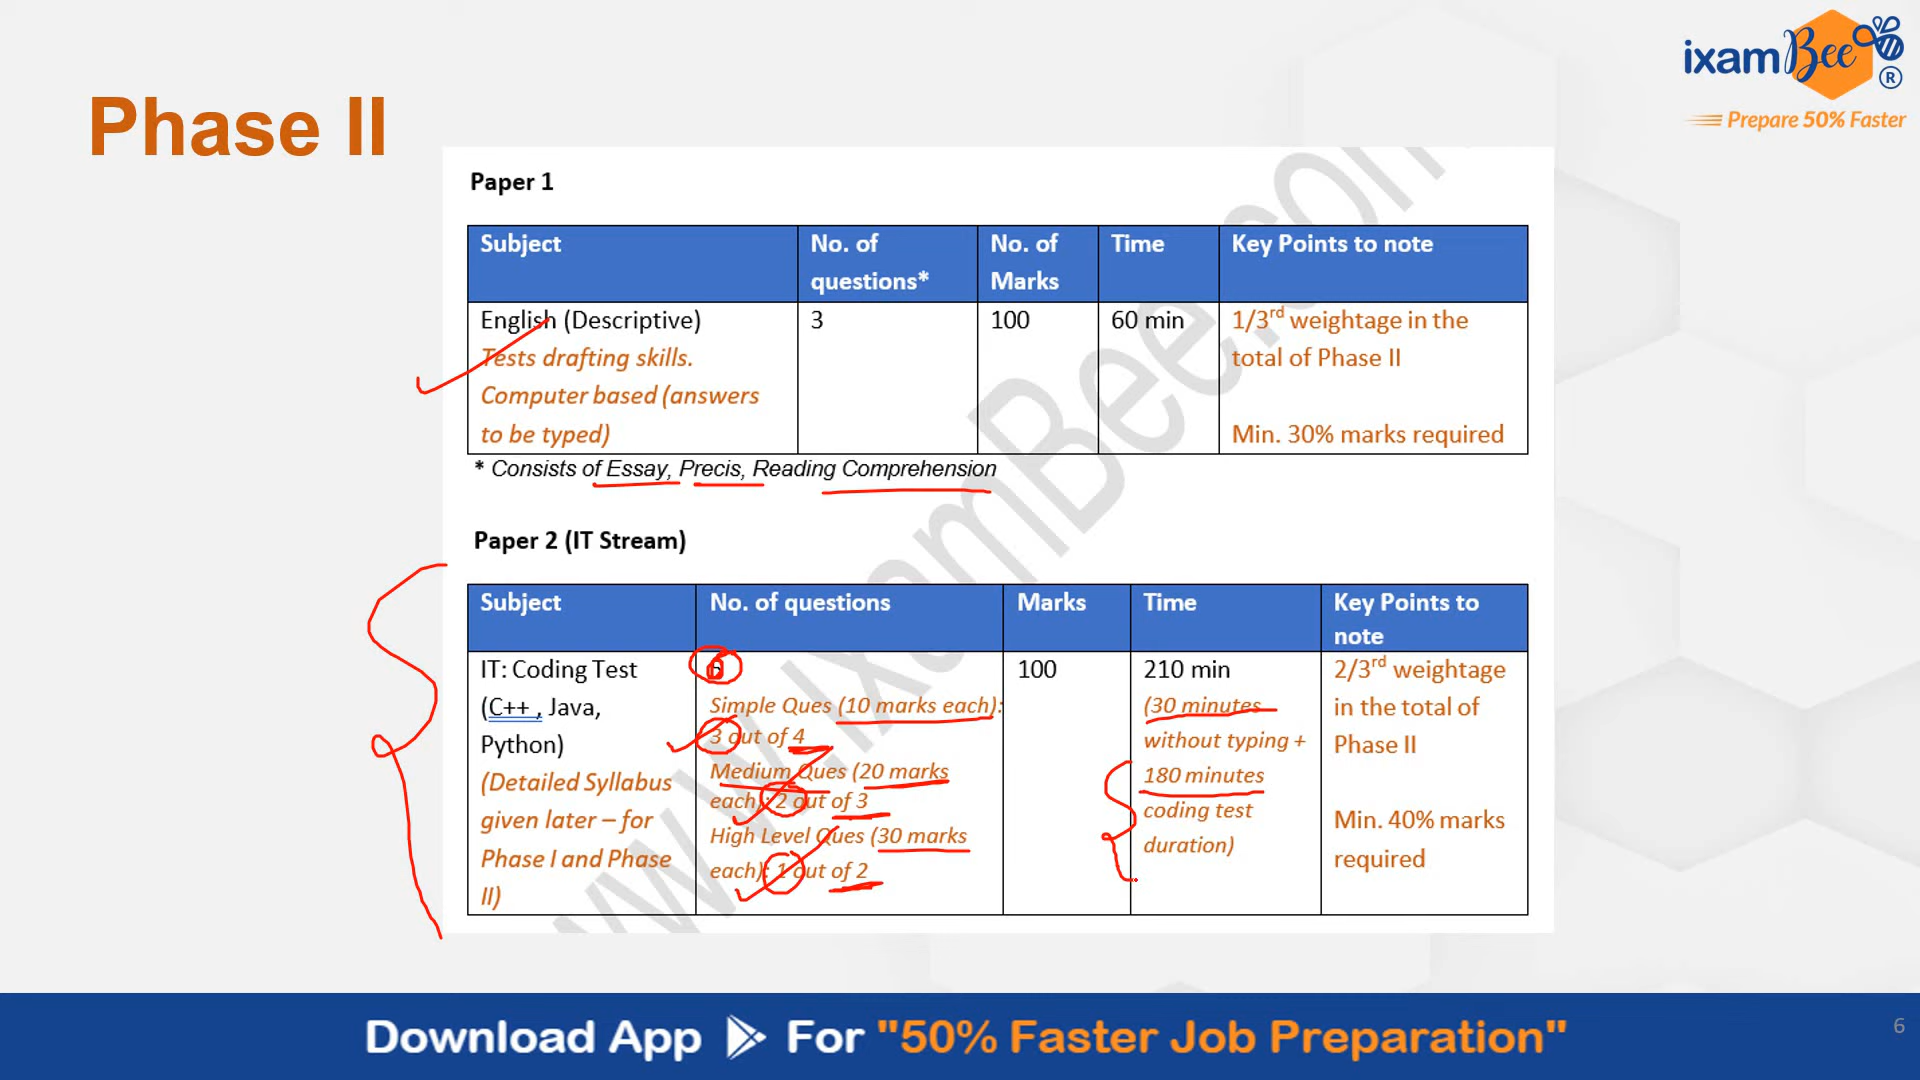 ixamBee®
Prepare 50% Faster
Phase II
Paper 1
Subject
No. of
questions*
No. of
Marks
Time
Key Points to note
English (Descriptive)
Tests drafting skills.
Computer based (answers
to be typed)
3
100
60 min
1/3rd weightage in the
total of Phase II
Min. 30% marks required
* Consists of Essay, Precis, Reading Comprehension
Paper 2 (IT Stream)
Subject
No. of questions
Marks
Time
Key Points to
note
IT: Coding Test
(C++ , Java,
Python)
(Detailed Syllabus
given later – for
Phase I and Phase
II)
6
Simple Ques (10 marks each):
3 out of 4
Medium Ques (20 marks
each): 2 out of 3
High Level Ques (30 marks
each): 1 out of 2
100
210 min
(30 minutes
without typing +
180 minutes
coding test
duration)
2/3rd weightage
in the total of
Phase II
Min. 40% marks
required
www.ixamBee.com
Download App For "50% Faster Job Preparation"
6